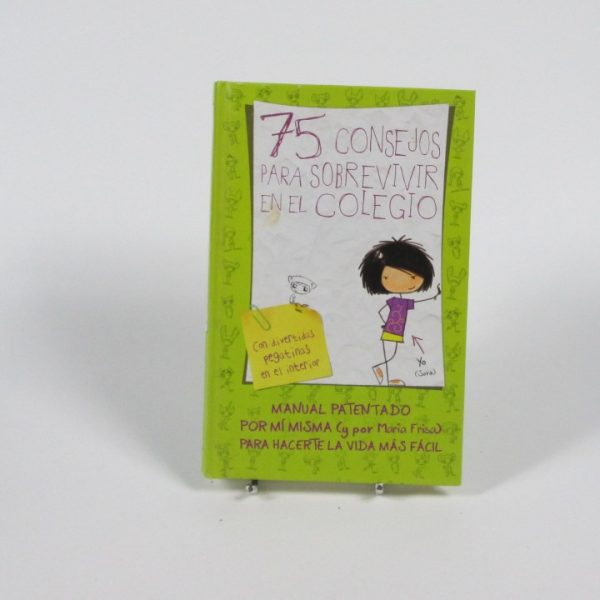 75 CONSEJOS
PARA SOBREVIVIR
EN EL COLEGIO
con divertidas
pegatinas
en el interior
Yo
(Sara)
MANUAL PATENTADO
POR MÍ MISMA (y por María Frisa)
PARA HACERTE LA VIDA MÁS FÁCIL